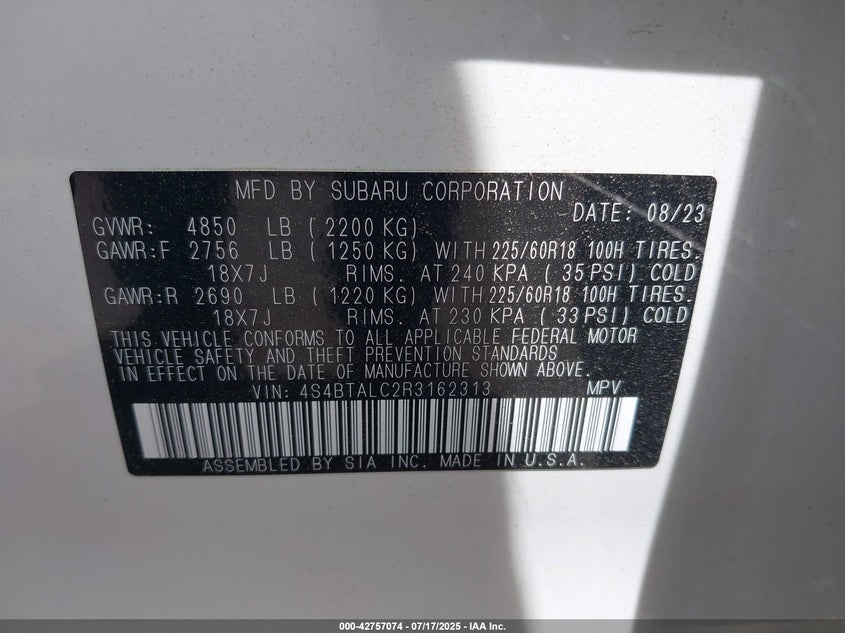 MFD BY SUBARU CORPORATION
DATE: 08/23
GVWR: 4850 LB ( 2200 KG)
GAWR:F 2756 LB ( 1250 KG) WITH 225/60R18 100H TIRES.
18X7J RIMS. AT 240 KPA ( 35 PSI) COLD
GAWR:R 2690 LB ( 1220 KG) WITH 225/60R18 100H TIRES.
18X7J RIMS. AT 230 KPA ( 33 PSI) COLD
THIS VEHICLE CONFORMS TO ALL APPLICABLE FEDERAL MOTOR
VEHICLE SAFETY AND THEFT PREVENTION STANDARDS
IN EFFECT ON THE DATE OF MANUFACTURE SHOWN ABOVE.
VIN: 4S4BTALC2R3162313 MPV
ASSEMBLED BY SIA INC. MADE IN U.S.A.
000-42757074 - 07/17/2025 - IAA Inc.